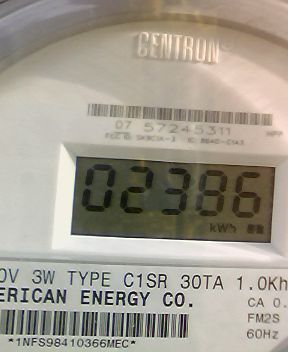 CENTRON
07 57245311
02386
kWh
0V 3W TYPE C1SR 30TA 1.0Kh
ERICAN ENERGY CO.
CA 0.
FM2S
60Hz
*1NFS98410366MEC*